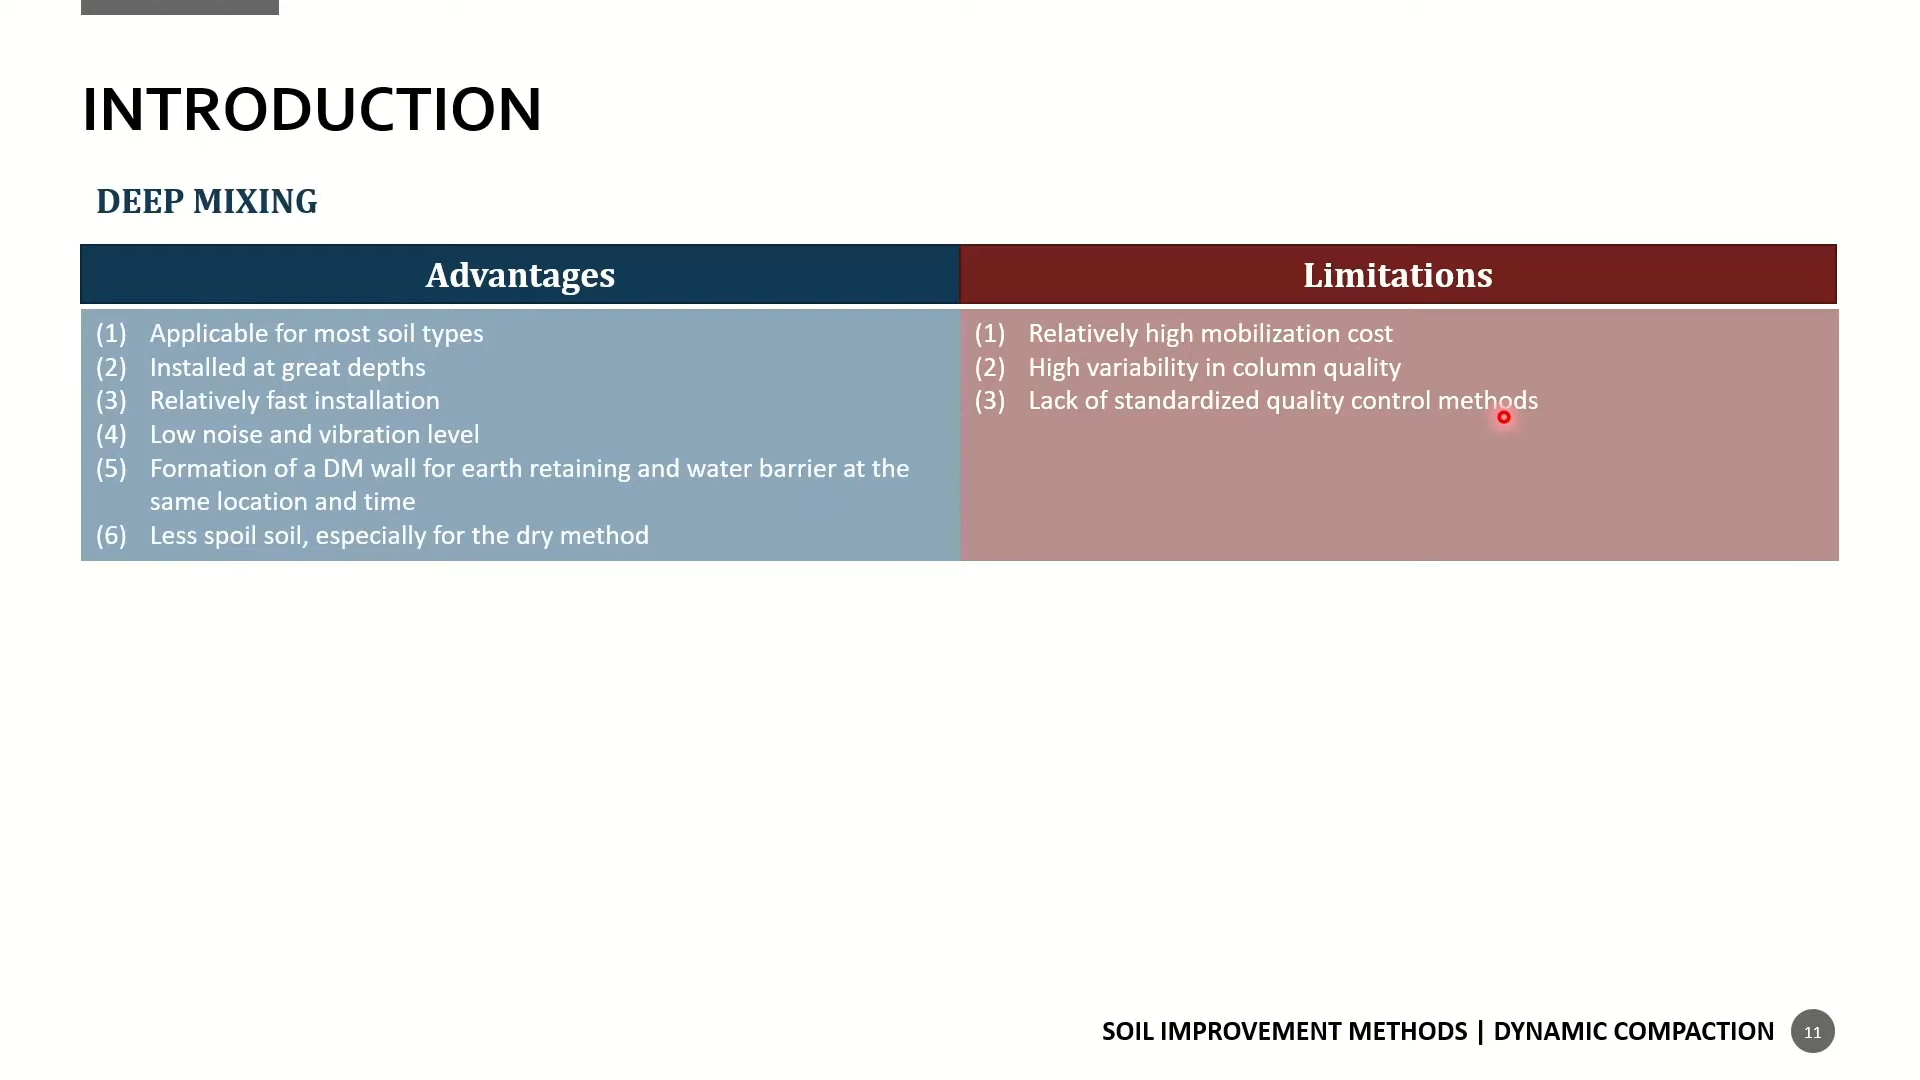 INTRODUCTION
DEEP MIXING
Advantages
Limitations
(1) Applicable for most soil types
(2) Installed at great depths
(3) Relatively fast installation
(4) Low noise and vibration level
(5) Formation of a DM wall for earth retaining and water barrier at the
same location and time
(6) Less spoil soil, especially for the dry method
(1) Relatively high mobilization cost
(2) High variability in column quality
(3) Lack of standardized quality control methods
SOIL IMPROVEMENT METHODS | DYNAMIC COMPACTION 11